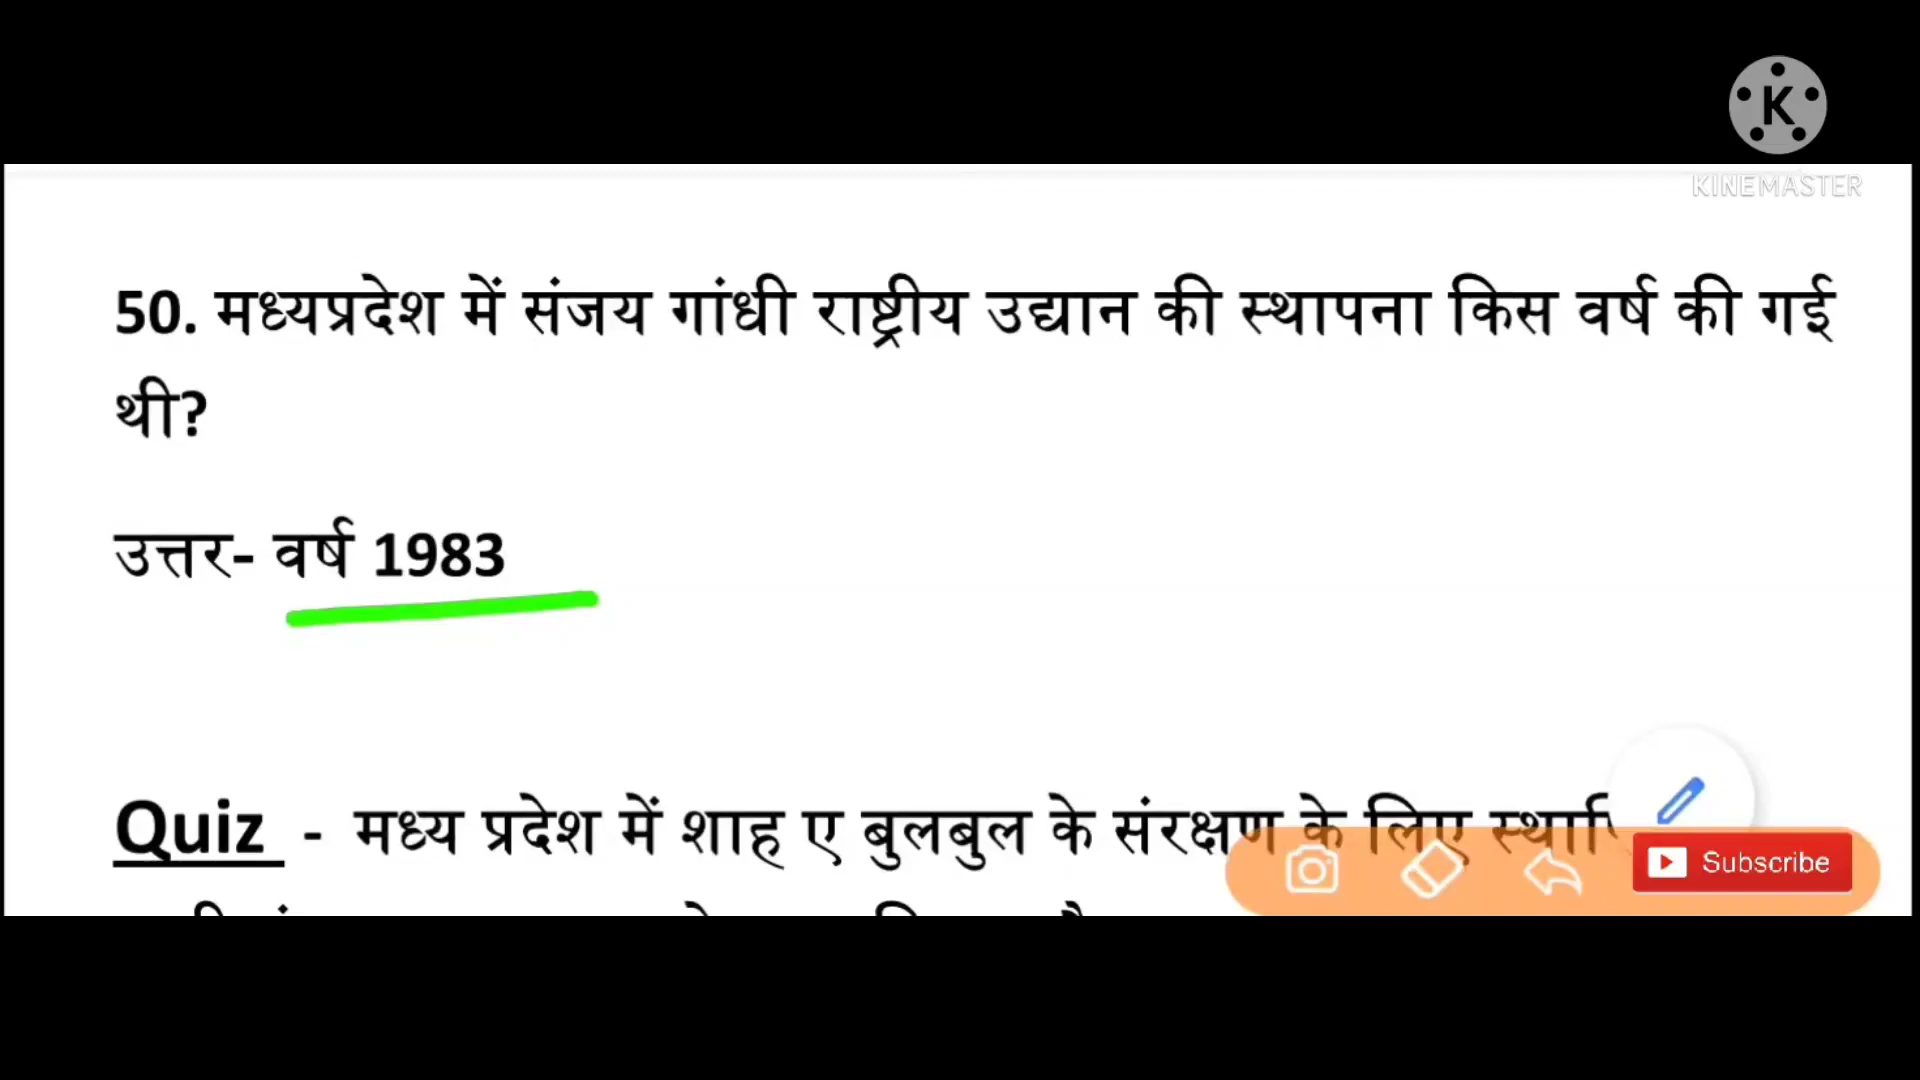 K
KINEMASTER
50. मध्यप्रदेश में संजय गांधी राष्ट्रीय उद्यान की स्थापना किस वर्ष की गई
थी?
उत्तर- वर्ष 1983
Quiz - मध्य प्रदेश में शाह ए बुलबुल के संरक्षण के लिए
Subscribe